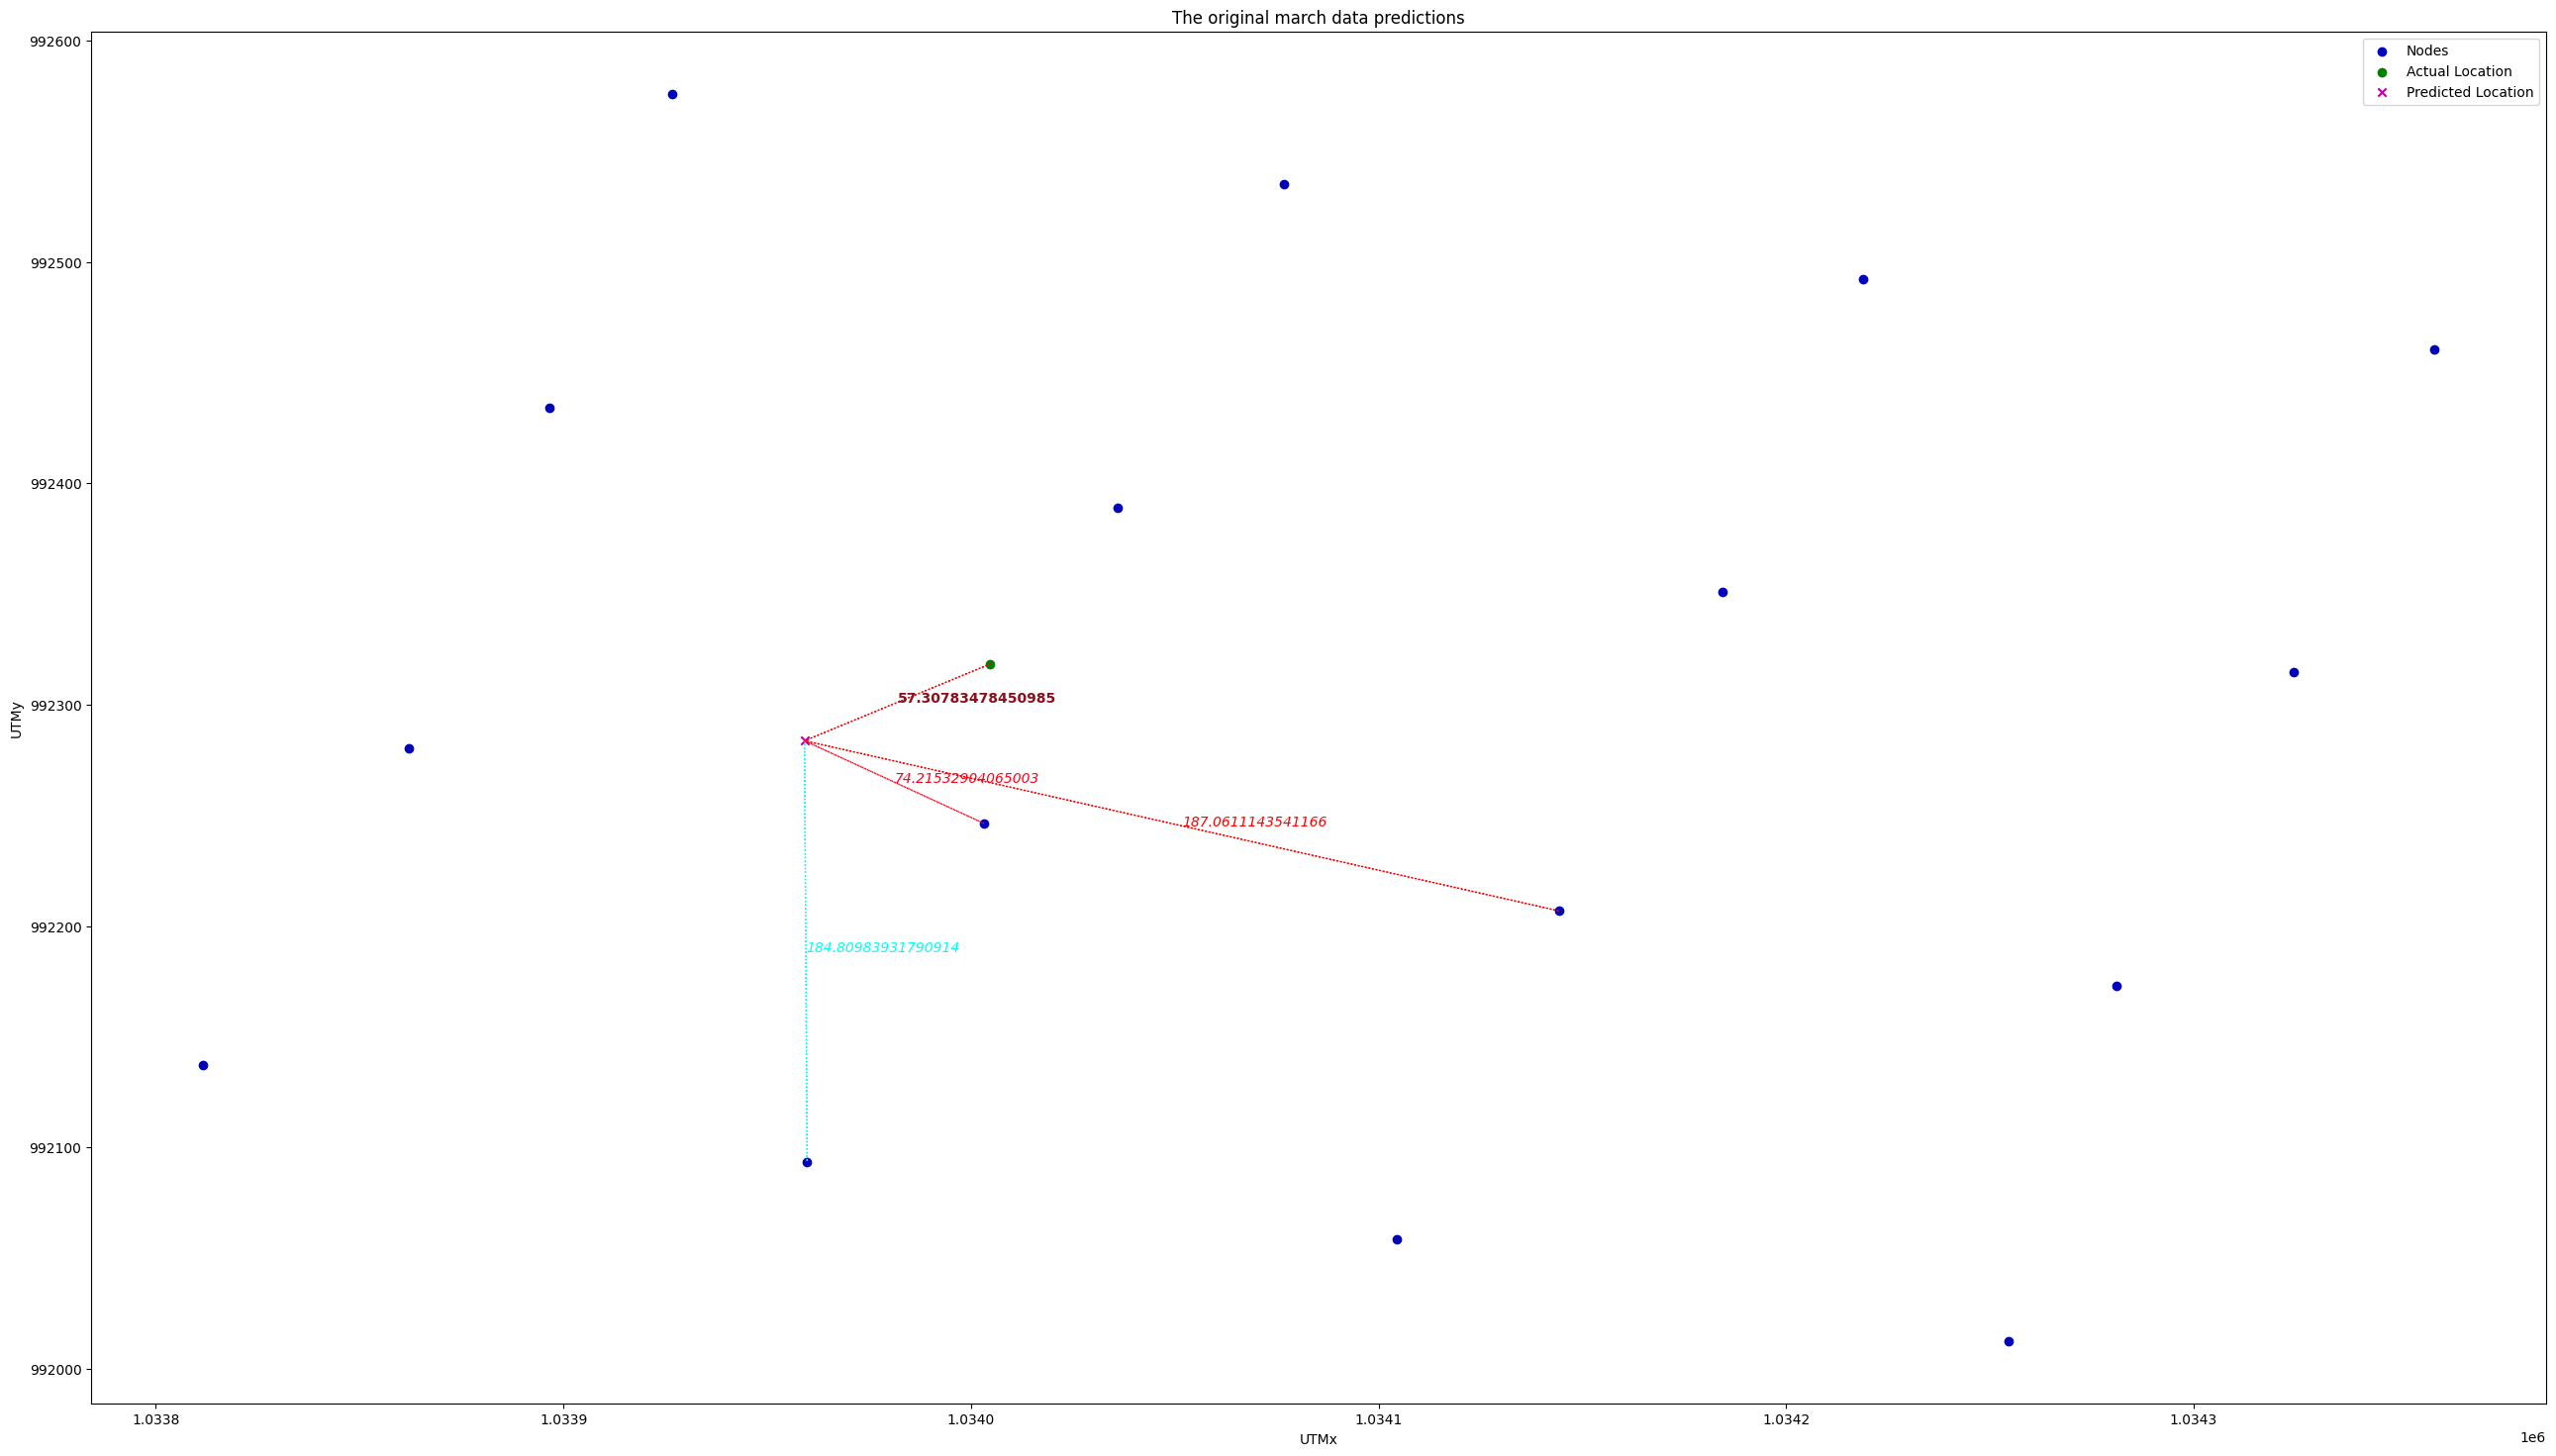 The original march data predictions
Nodes
Actual Location
Predicted Location
992600
992500
992400
992300
992200
992100
992000
UTMy
57.30783478450985
74.21532904065003
187.0611143541166
184.80983931790914
1.0338 1.0339 1.0340 1.0341 1.0342 1.0343
UTMx
1e6